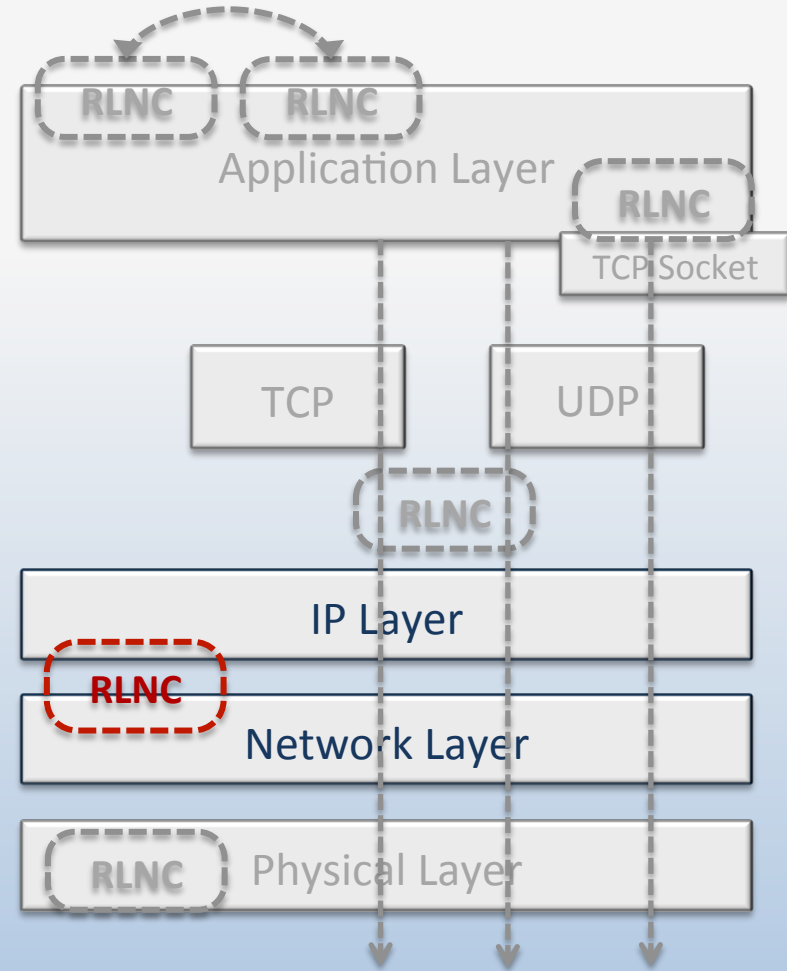 RLNC RLNC
Application Layer
RLNC
TCP Socket
TCP UDP
RLNC
IP Layer
RLNC
Network Layer
RLNC Physical Layer